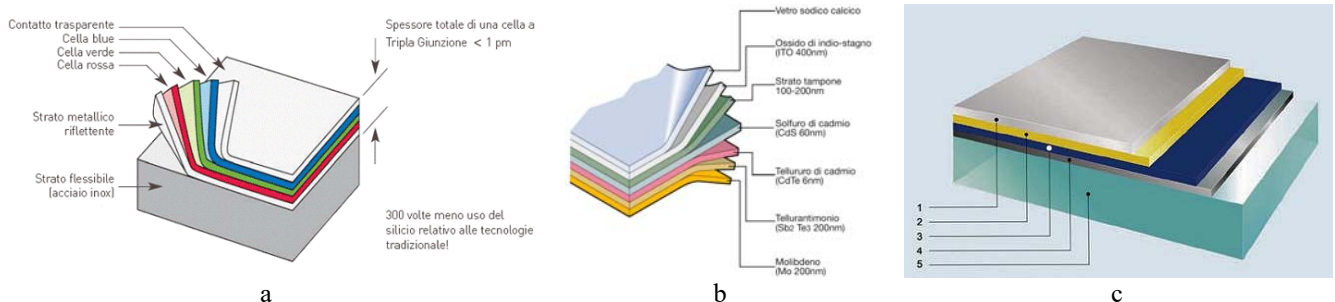 Contatto trasparente
Cella blue
Cella verde
Cella rossa
Strato metallico
riflettente
Strato flessibile
(acciaio inox)
Spessore totale di una cella a
Tripla Giunzione < 1 pm
300 volte meno uso del
silicio relativo alle tecnologie
tradizionale!
a
Vetro sodico calcico
Ossido di indio-stagno
(ITO 400nm)
Strato tampone
100-200nm
Solfuro di cadmio
(CdS 60nm)
Tellururo di cadmio
(CdTe 6nm)
Tellurantimonio
(Sb2 Te3 200nm)
Molibdeno
(Mo 200nm)
b
1
2
3
4
5
c